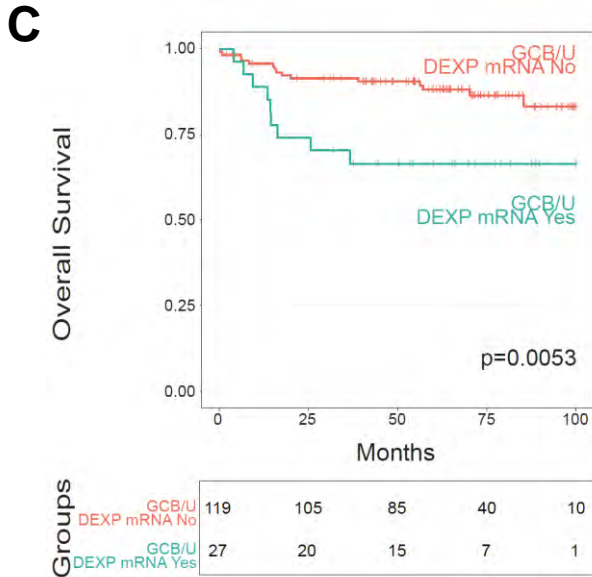 C
Overall Survival
1.00
0.75
0.50
0.25
0.00
GCB/U
DEXP mRNA No
GCB/U
DEXP mRNA Yes
p=0.0053
0 25 50 75 100
Months
Groups
GCB/U
DEXP mRNA No
119 105 85 40 10
GCB/U
DEXP mRNA Yes
27 20 15 7 1